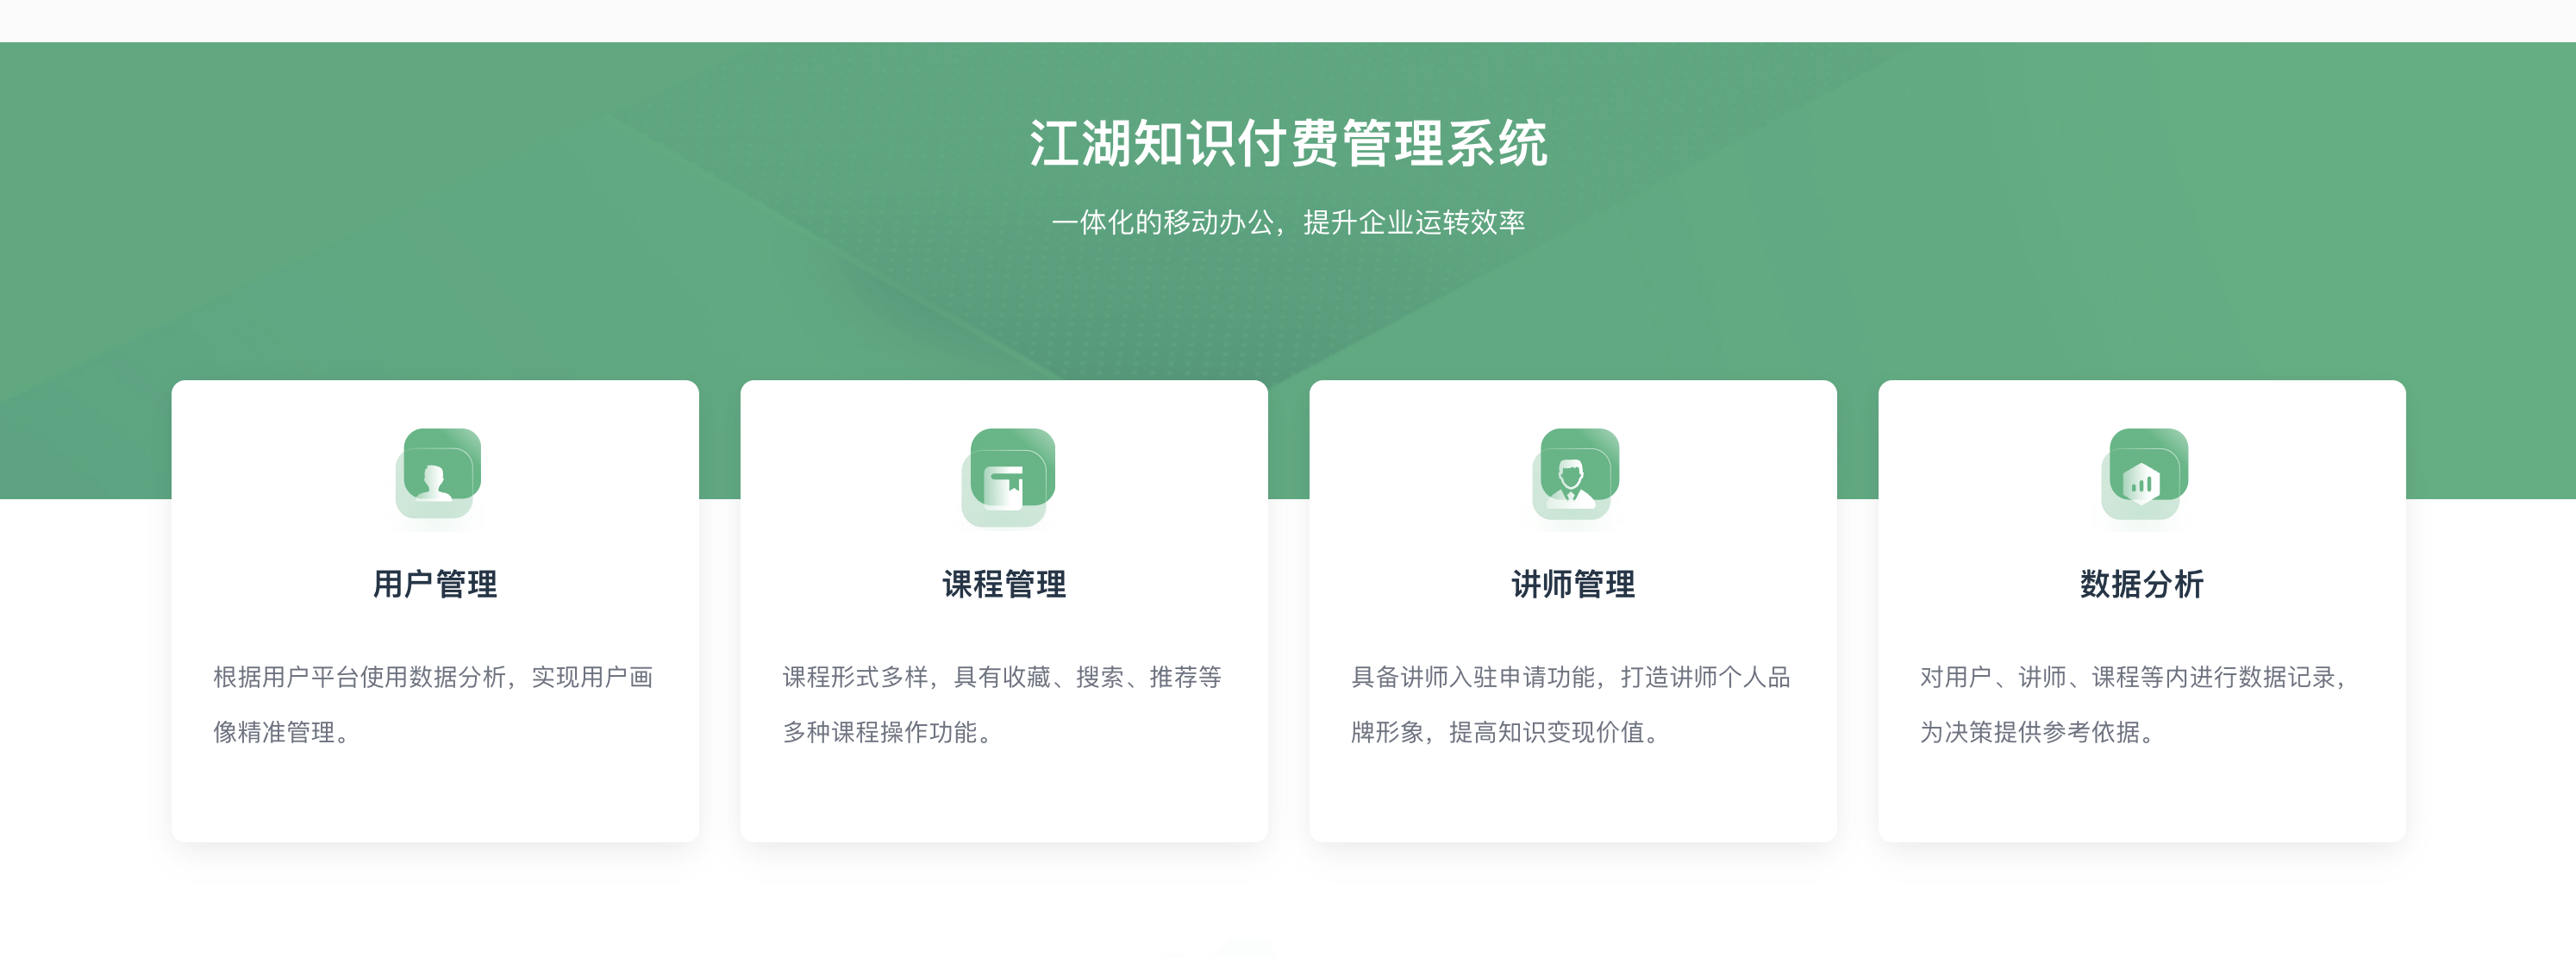 江湖知识付费管理系统
一体化的移动办公，提升企业运转效率
用户管理
根据用户平台使用数据分析，实现用户画
像精准管理。
课程管理
课程形式多样，具有收藏、搜索、推荐等
多种课程操作功能。
讲师管理
具备讲师入驻申请功能，打造讲师个人品
牌形象，提高知识变现价值。
数据分析
对用户、讲师、课程等内进行数据记录，
为决策提供参考依据。